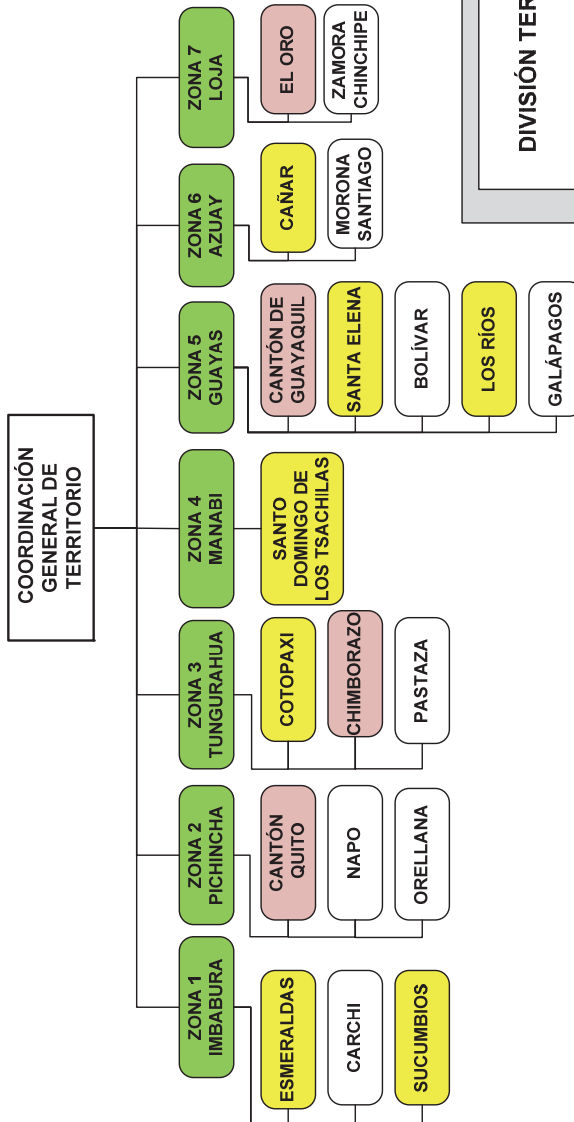 COORDINACIÓN
GENERAL DE
TERRITORIO
ZONA 1
IMBABURA
ESMERALDAS
CARCHI
SUCUMBIOS
ZONA 2
PICHINCHA
CANTÓN
QUITO
NAPO
ORELLANA
ZONA 3
TUNGURAHUA
COTOPAXI
CHIMBORAZO
PASTAZA
ZONA 4
MANABI
SANTO
DOMINGO DE
LOS TSACHILAS
ZONA 5
GUAYAS
CANTÓN DE
GUAYAQUIL
SANTA ELENA
BOLÍVAR
LOS RÍOS
GALÁPAGOS
ZONA 6
AZUAY
CAÑAR
MORONA
SANTIAGO
ZONA 7
LOJA
EL ORO
ZAMORA
CHINCHIPE
DIVISIÓN TER